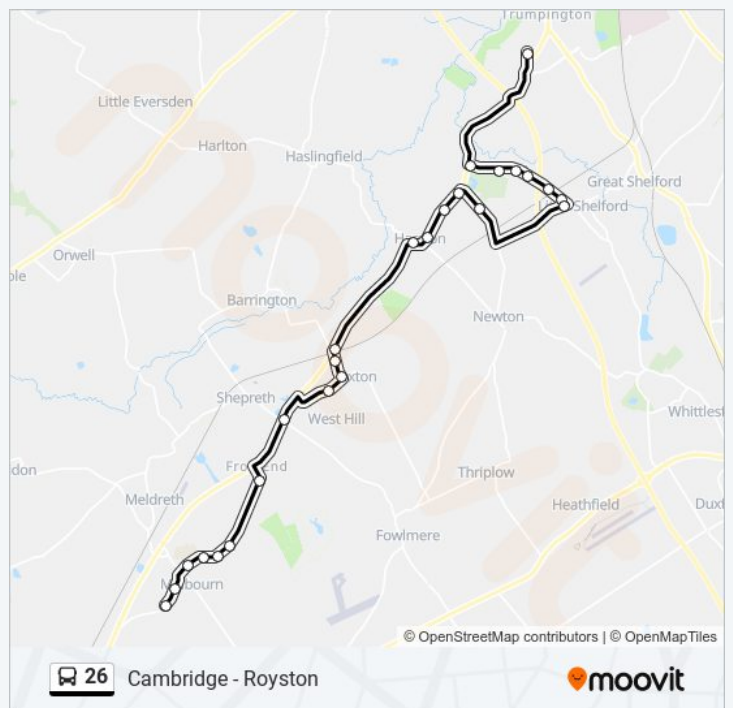 Trumpington
Little Eversden
Harlton
Haslingfield
Great Shelford
Shelford
Orwell
Barrington
Newton
Shepreth
West Hill
Whittlesf
Thriplow
Meldreth
Heathfield
Duxf
Fowlmere
© OpenStreetMap contributors | © OpenMapTiles
26 Cambridge - Royston
moovit